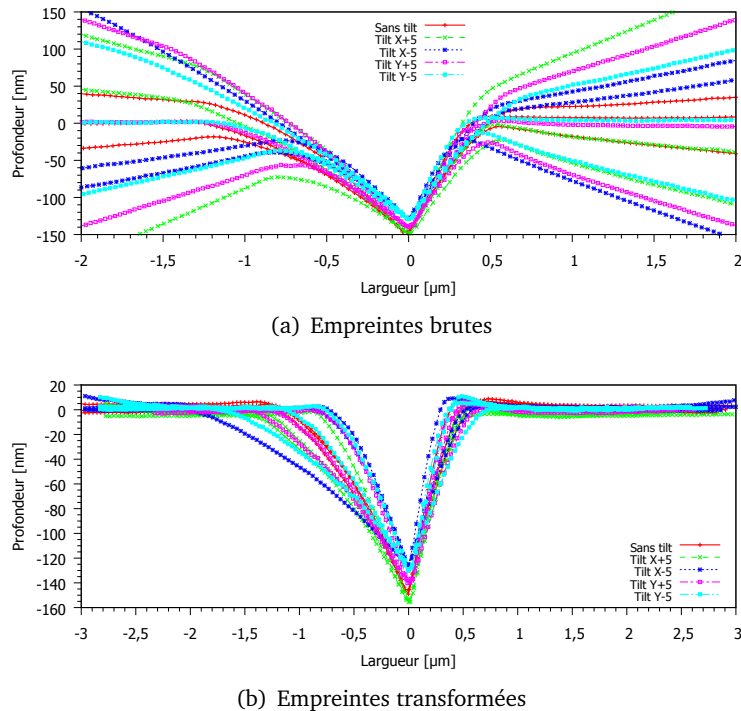 150
100
50
0
-50
-100
-150
Profondeur [nm]
Sans tilt
Tilt X+5
Tilt X-5
Tilt Y+5
Tilt Y-5
-2 -1,5 -1 -0,5 0 0,5 1 1,5 2
Largueur [µm]
(a) Empreintes brutes
20
0
-20
-40
-60
-80
-100
-120
-140
-160
Profondeur [nm]
Sans tilt
Tilt X+5
Tilt X-5
Tilt Y+5
Tilt Y-5
-3 -2,5 -2 -1,5 -1 -0,5 0 0,5 1 1,5 2 2,5 3
Largueur [µm]
(b) Empreintes transformées